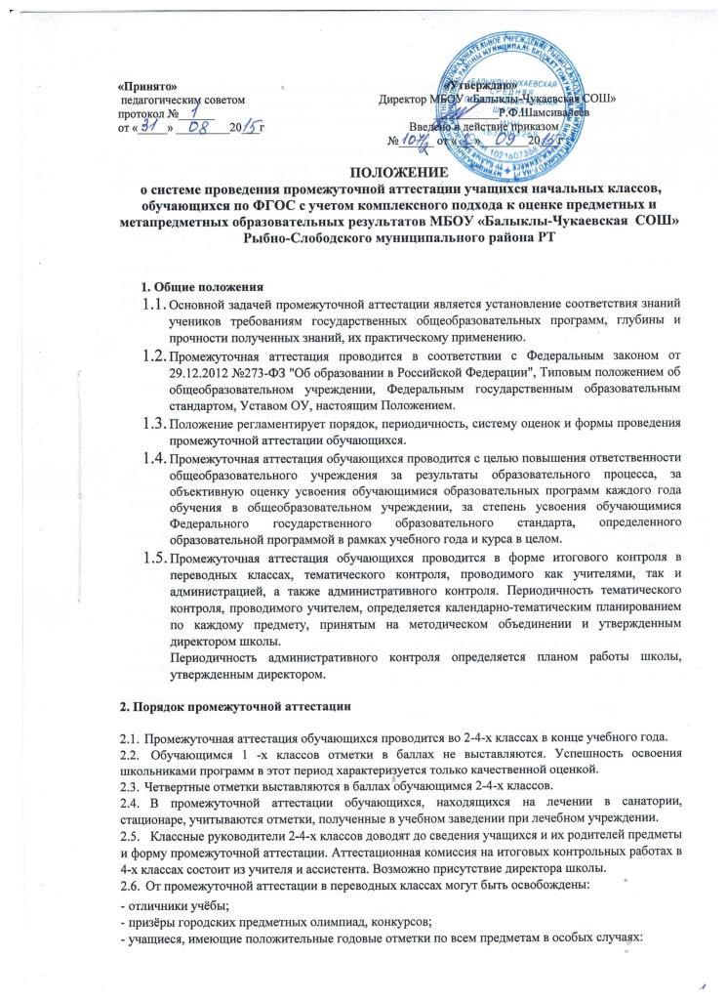 «Принято» «Утверждаю»
педагогическим советом Директор МБОУ «Балыклы-Чукаевская СОШ»
протокол № 1 Р.Ф.Шамсивалеев
от « 31 » 08 2015 г Введено в действие приказом
№ 107/2 от « » 09 2015 г
«БАЛЫКЛЫ-ЧУКАЕВСКАЯ
СРЕДНЯЯ
ПОЛОЖЕНИЕ
о системе проведения промежуточной аттестации учащихся начальных классов,
обучающихся по ФГОС с учетом комплексного подхода к оценке предметных и
метапредметных образовательных результатов МБОУ «Балыклы-Чукаевская СОШ»
Рыбно-Слободского муниципального района РТ
1. Общие положения
1.1. Основной задачей промежуточной аттестации является установление соответствия знаний
учеников требованиям государственных общеобразовательных программ, глубины и
прочности полученных знаний, их практическому применению.
1.2. Промежуточная аттестация проводится в соответствии с Федеральным законом от
29.12.2012 №273-ФЗ "Об образовании в Российской Федерации", Типовым положением об
общеобразовательном учреждении, Федеральным государственным образовательным
стандартом, Уставом ОУ, настоящим Положением.
1.3. Положение регламентирует порядок, периодичность, систему оценок и формы проведения
промежуточной аттестации обучающихся.
1.4. Промежуточная аттестация обучающихся проводится с целью повышения ответственности
общеобразовательного учреждения за результаты образовательного процесса, за
объективную оценку усвоения обучающимися образовательных программ каждого года
обучения в общеобразовательном учреждении, за степень усвоения обучающимися
Федерального государственного образовательного стандарта, определенного
образовательной программой в рамках учебного года и курса в целом.
1.5. Промежуточная аттестация обучающихся проводится в форме итогового контроля в
переводных классах, тематического контроля, проводимого как учителями, так и
администрацией, а также административного контроля. Периодичность тематического
контроля, проводимого учителем, определяется календарно-тематическим планированием
по каждому предмету, принятым на методическом объединении и утвержденным
директором школы.
Периодичность административного контроля определяется планом работы школы,
утвержденным директором.
2. Порядок промежуточной аттестации
2.1. Промежуточная аттестация обучающихся проводится во 2-4-х классах в конце учебного года.
2.2. Обучающимся 1 -х классов отметки в баллах не выставляются. Успешность освоения
школьниками программ в этот период характеризуется только качественной оценкой.
2.3. Четвертные отметки выставляются в баллах обучающимся 2-4-х классов.
2.4. В промежуточной аттестации обучающихся, находящихся на лечении в санатории,
стационаре, учитываются отметки, полученные в учебном заведении при лечебном учреждении.
2.5. Классные руководители 2-4-х классов доводят до сведения учащихся и их родителей предметы
и форму промежуточной аттестации. Аттестационная комиссия на итоговых контрольных работах в
4-х классах состоит из учителя и ассистента. Возможно присутствие директора школы.
2.6. От промежуточной аттестации в переводных классах могут быть освобождены:
- отличники учёбы;
- призёры городских предметных олимпиад, конкурсов;
- учащиеся, имеющие положительные годовые отметки по всем предметам в особых случаях:
1